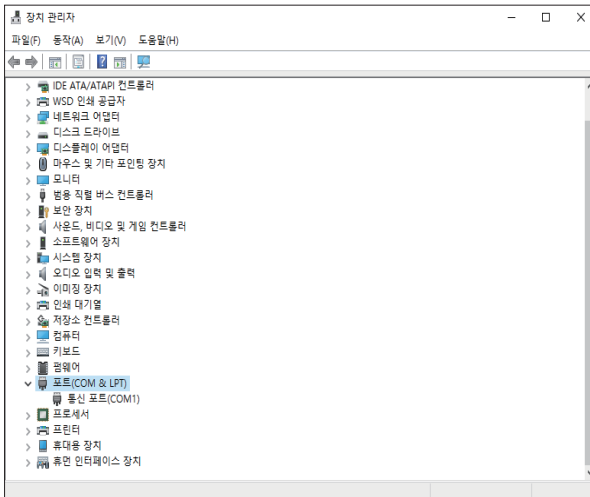 장치 관리자
파일(F) 동작(A) 보기(V) 도움말(H)
IDE ATA/ATAPI 컨트롤러
WSD 인쇄 공급자
네트워크 어댑터
디스크 드라이브
디스플레이 어댑터
마우스 및 기타 포인팅 장치
모니터
범용 직렬 버스 컨트롤러
보안 장치
사운드, 비디오 및 게임 컨트롤러
소프트웨어 장치
시스템 장치
오디오 입력 및 출력
이미징 장치
인쇄 대기열
저장소 컨트롤러
컴퓨터
키보드
펌웨어
포트(COM & LPT)
통신 포트(COM1)
프로세서
프린터
휴대용 장치
휴먼 인터페이스 장치